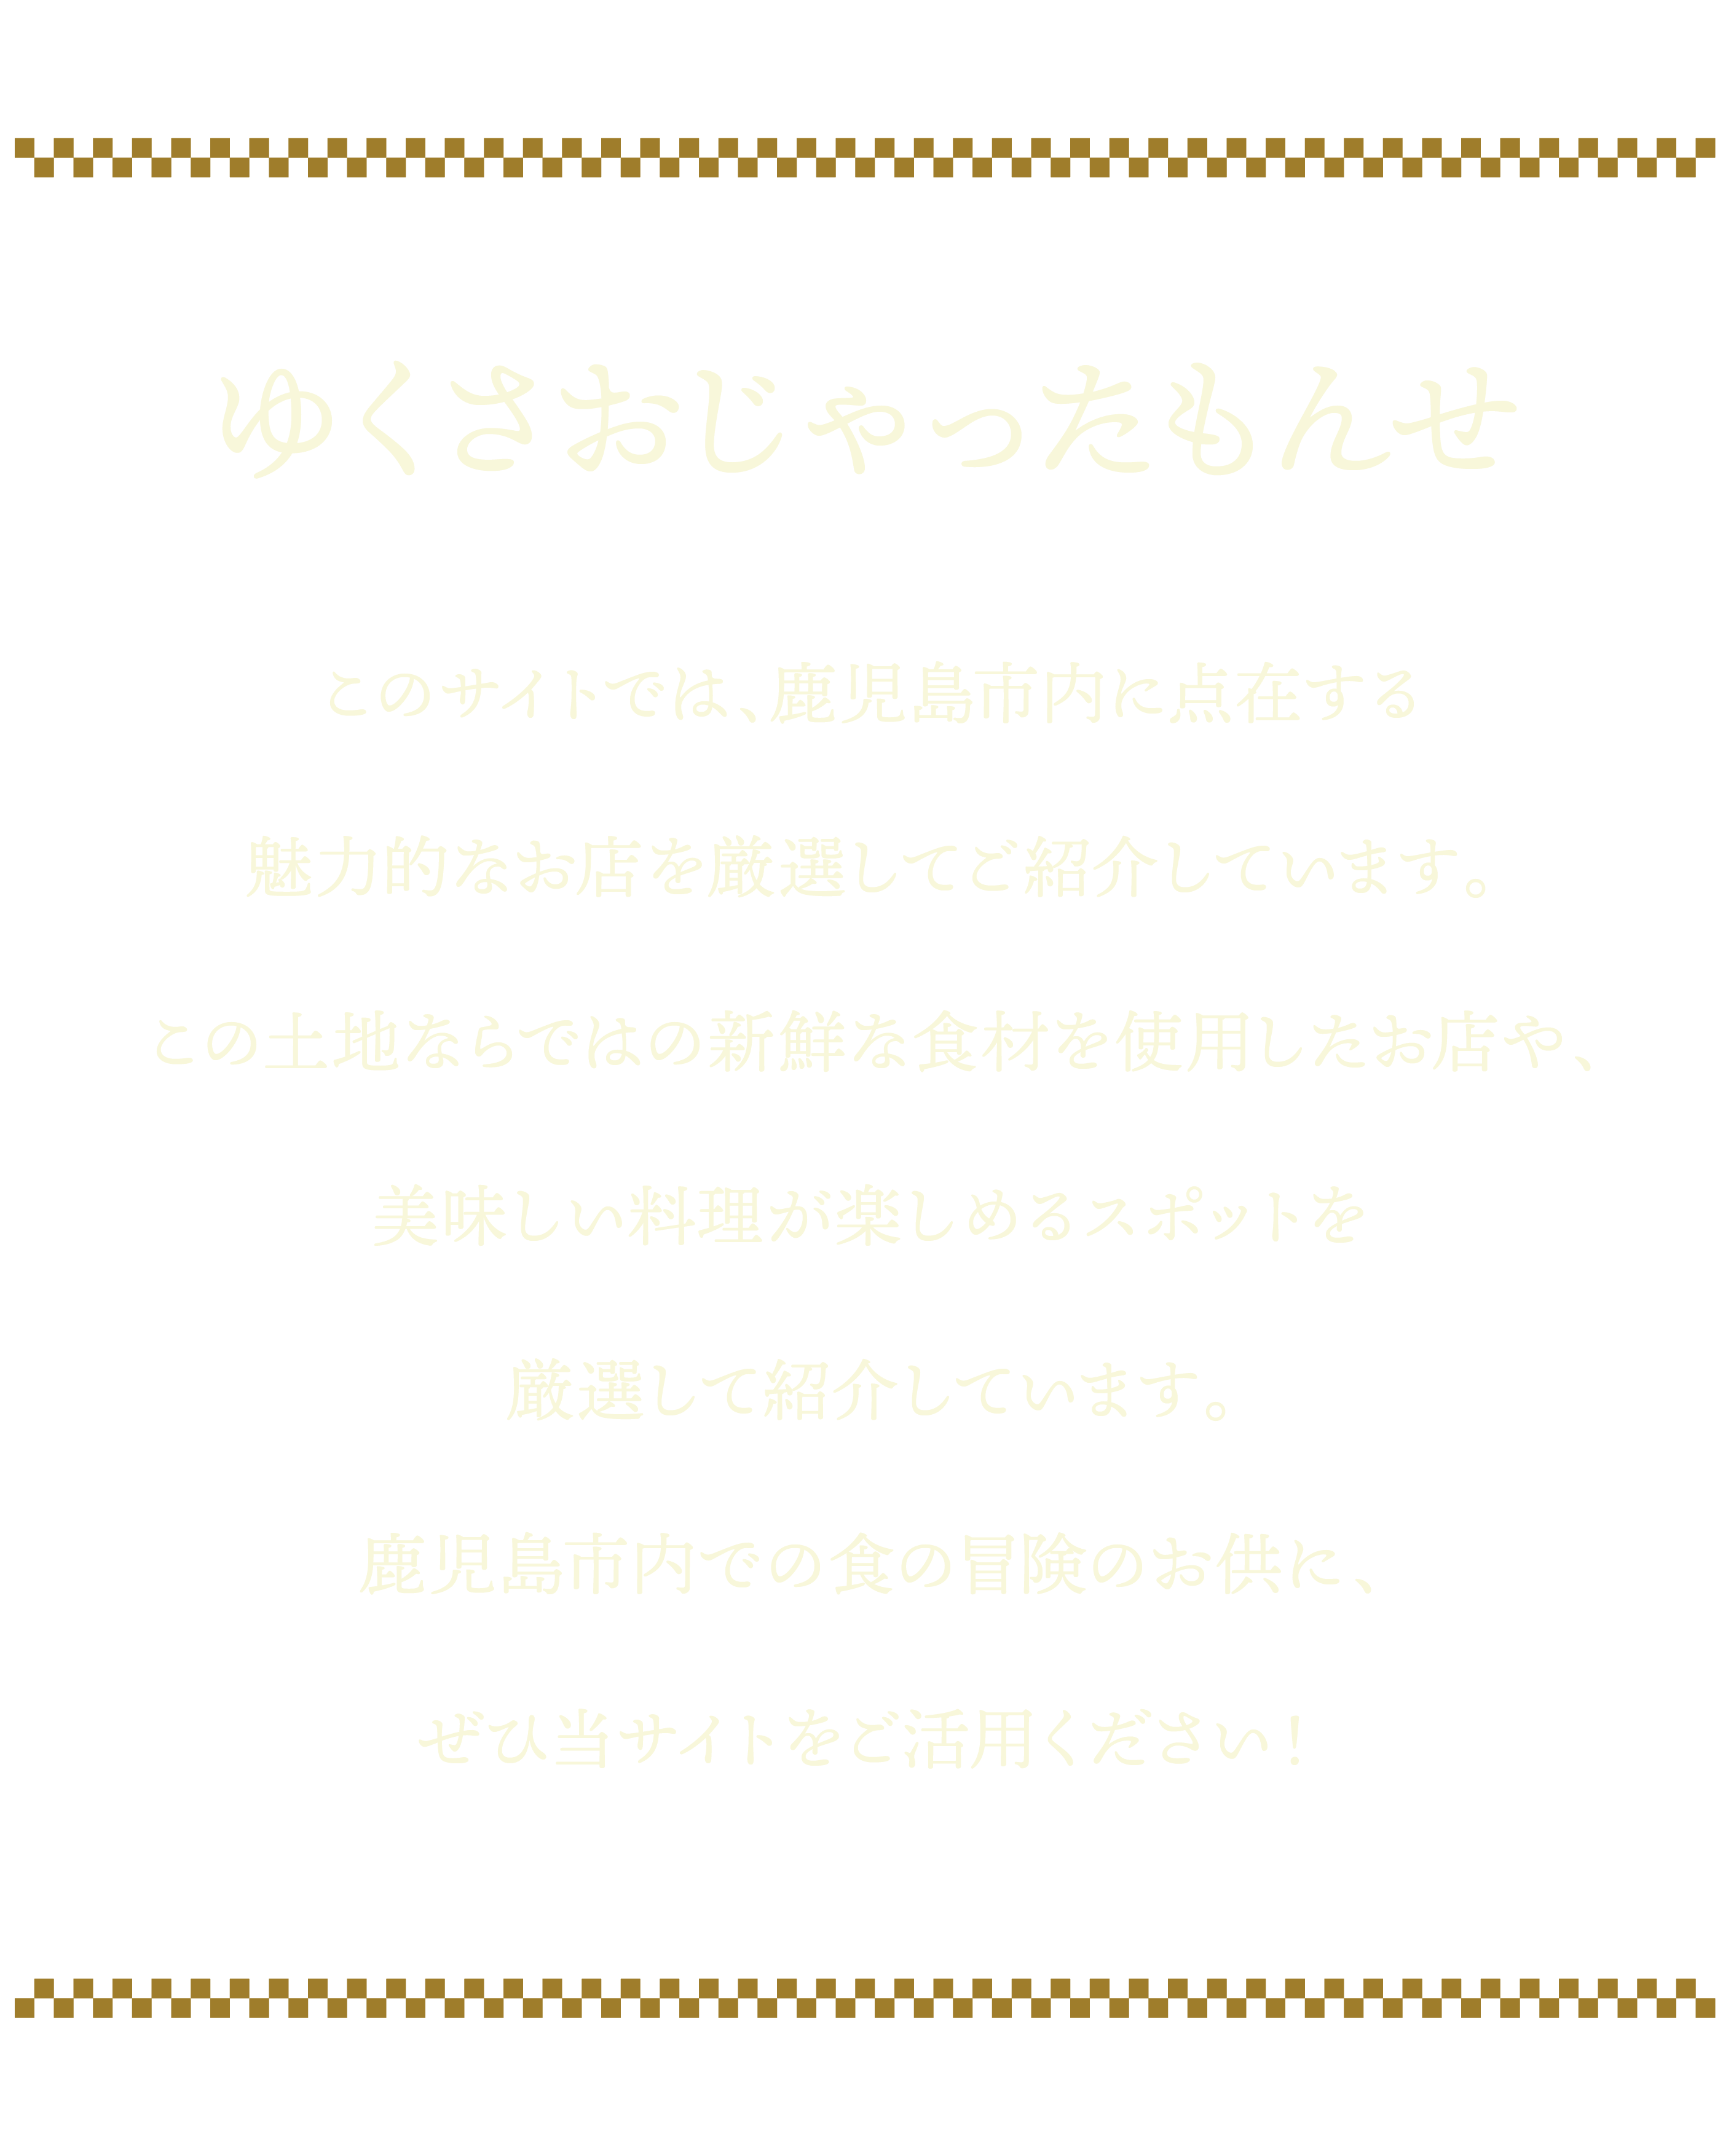 ゆくさおじゃったもんせ
このサイトでは、鹿児島市内に点在する
魅力的なお店を厳選してご紹介しています。
この土地ならではの新鮮な食材を使用したお店や、
美味しい料理が楽しめるスポットを
厳選して紹介しています。
鹿児島市内での食の冒険のお供に、
ぜひ当サイトをご活用ください！